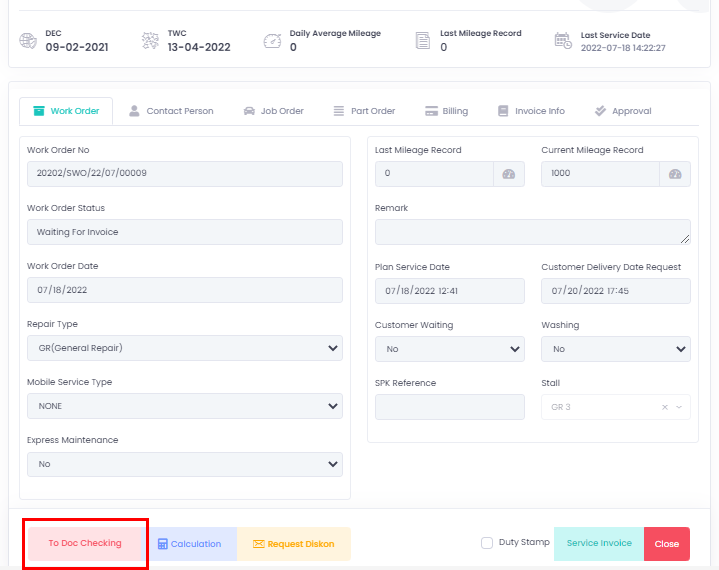 DEC
09-02-2021
TWC
13-04-2022
Daily Average Mileage
0
Last Mileage Record
0
Last Service Date
2022-07-18 14:22:27
Work Order
Contact Person
Job Order
Part Order
Billing
Invoice Info
Approval
Work Order No
20202/SWO/22/07/00009
Work Order Status
Waiting For Invoice
Work Order Date
07/18/2022
Repair Type
GR(General Repair)
Mobile Service Type
NONE
Express Maintenance
No
Last Mileage Record
0
Current Mileage Record
1000
Remark
Plan Service Date
07/18/2022 12:41
Customer Delivery Date Request
07/20/2022 17:45
Customer Waiting
No
Washing
No
SPK Reference
Stall
GR 3
To Doc Checking
Calculation
Request Diskon
Duty Stamp
Service Invoice
Close